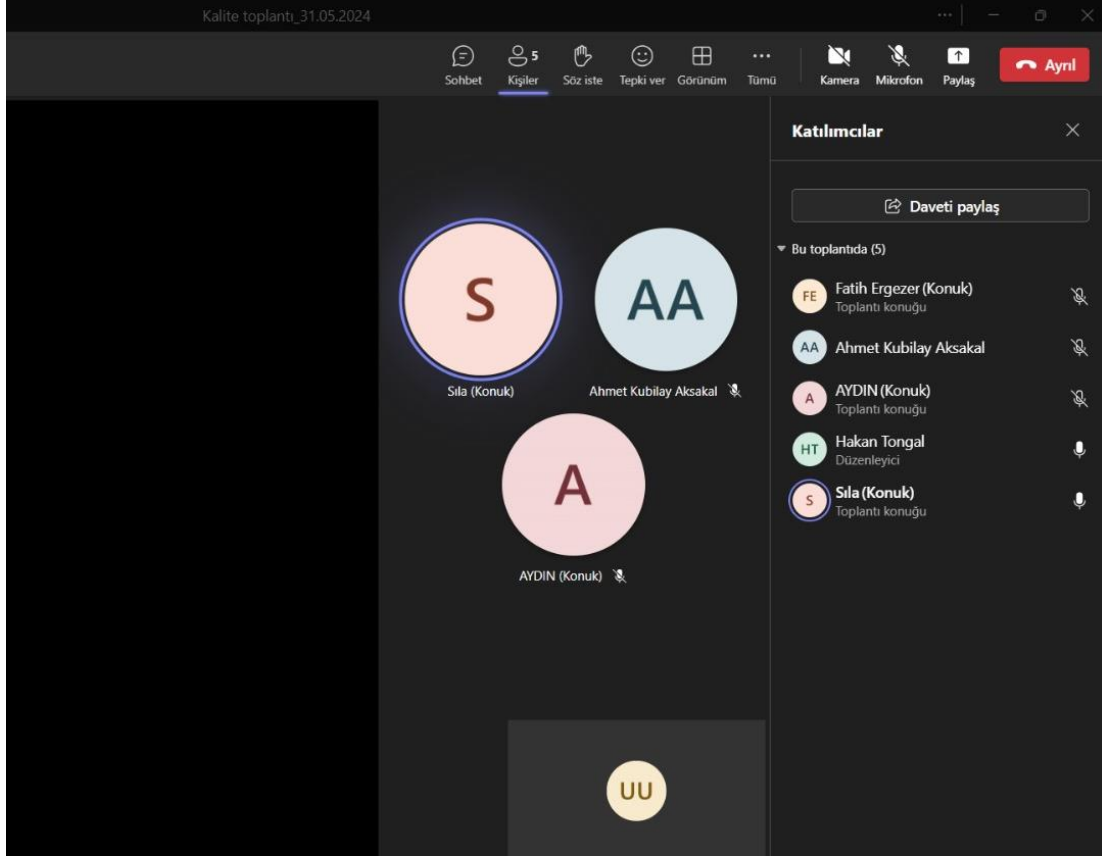 Kalite toplantı_31.05.2024
5
Sohbet Kişiler Söz iste Tepki ver Görünüm Tümü Kamera Mikrofon Paylaş Ayrıl
Katılımcılar
Daveti paylaş
Bu toplantıda (5)
FE Fatih Ergezer (Konuk)
Toplantı konuğu
AA Ahmet Kubilay Aksakal
A AYDIN (Konuk)
Toplantı konuğu
HT Hakan Tongal
Düzenleyici
S Sıla (Konuk)
Toplantı konuğu
S
AA
Sıla (Konuk) Ahmet Kubilay Aksakal
A
AYDIN (Konuk)
UU